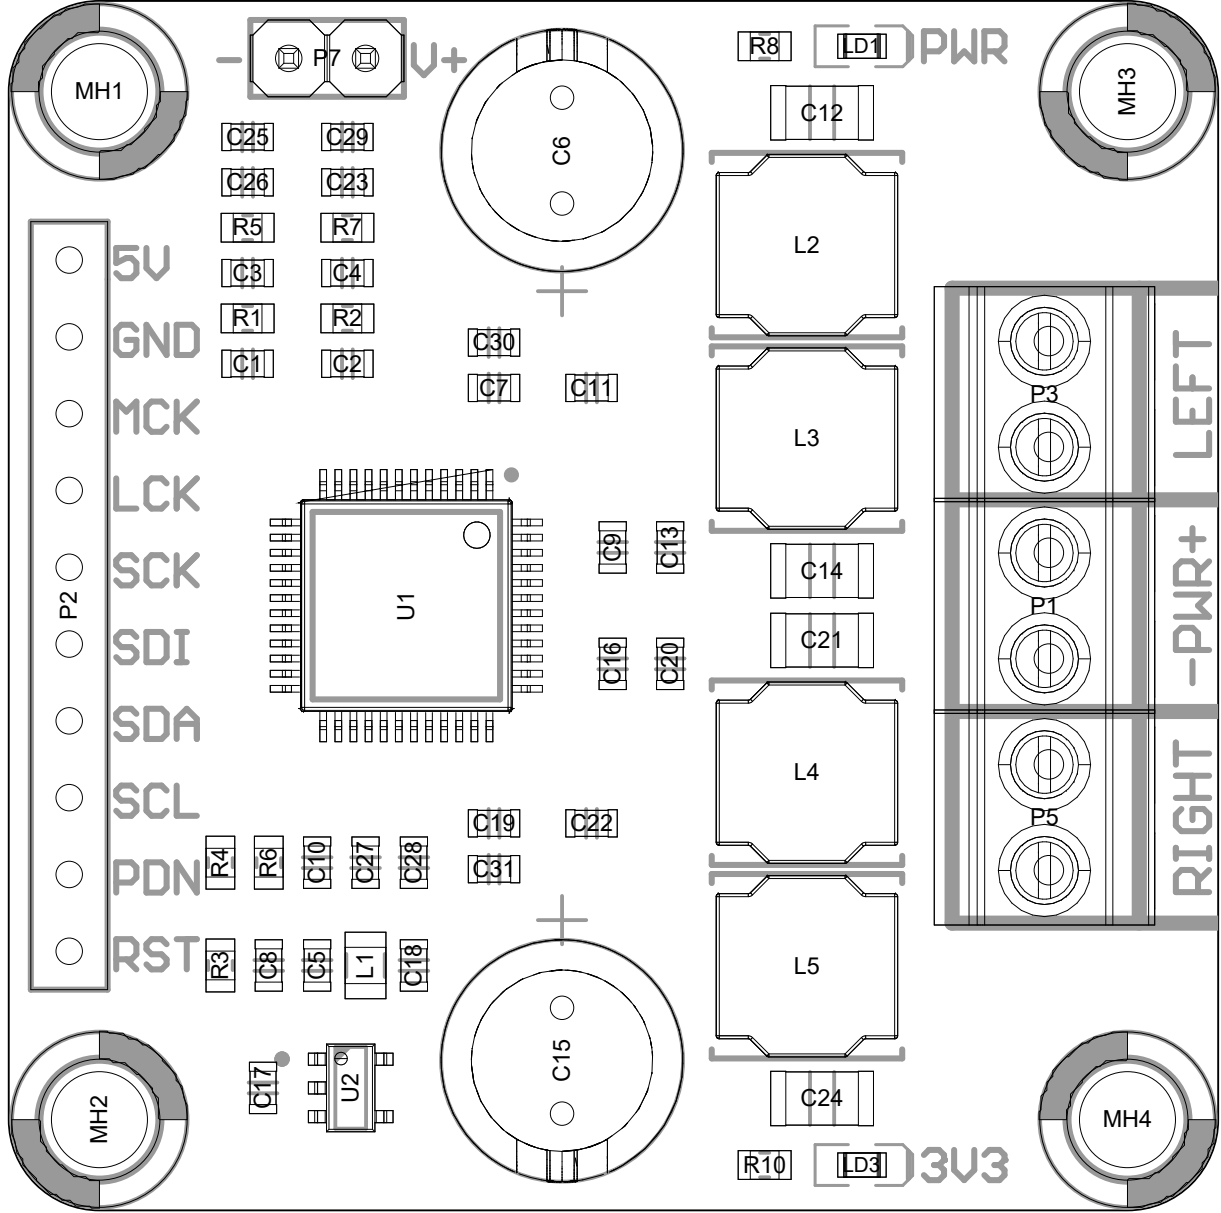 MH1
- P7 V+
C6
R8 LD1 PWR
MH3
C12
C25 C29
C26 C23
R5 R7
C3 C4
R1 R2
C1 C2
L2
5V
GND
MCK
LCK
SCK
P2
SDI
SDA
SCL
PDN
RST
C30
C7 C11
L3
P3
LEFT
U1
C9 C13
C14
P1
-PWR+
C16 C20
C21
L4
P5
RIGHT
C19 C22
C31
R4 R6 C10 C27 C28
R3 C8 C5 L1 C18
L5
C17 U2
C15
C24
MH2
MH4
R10 LD3 3V3